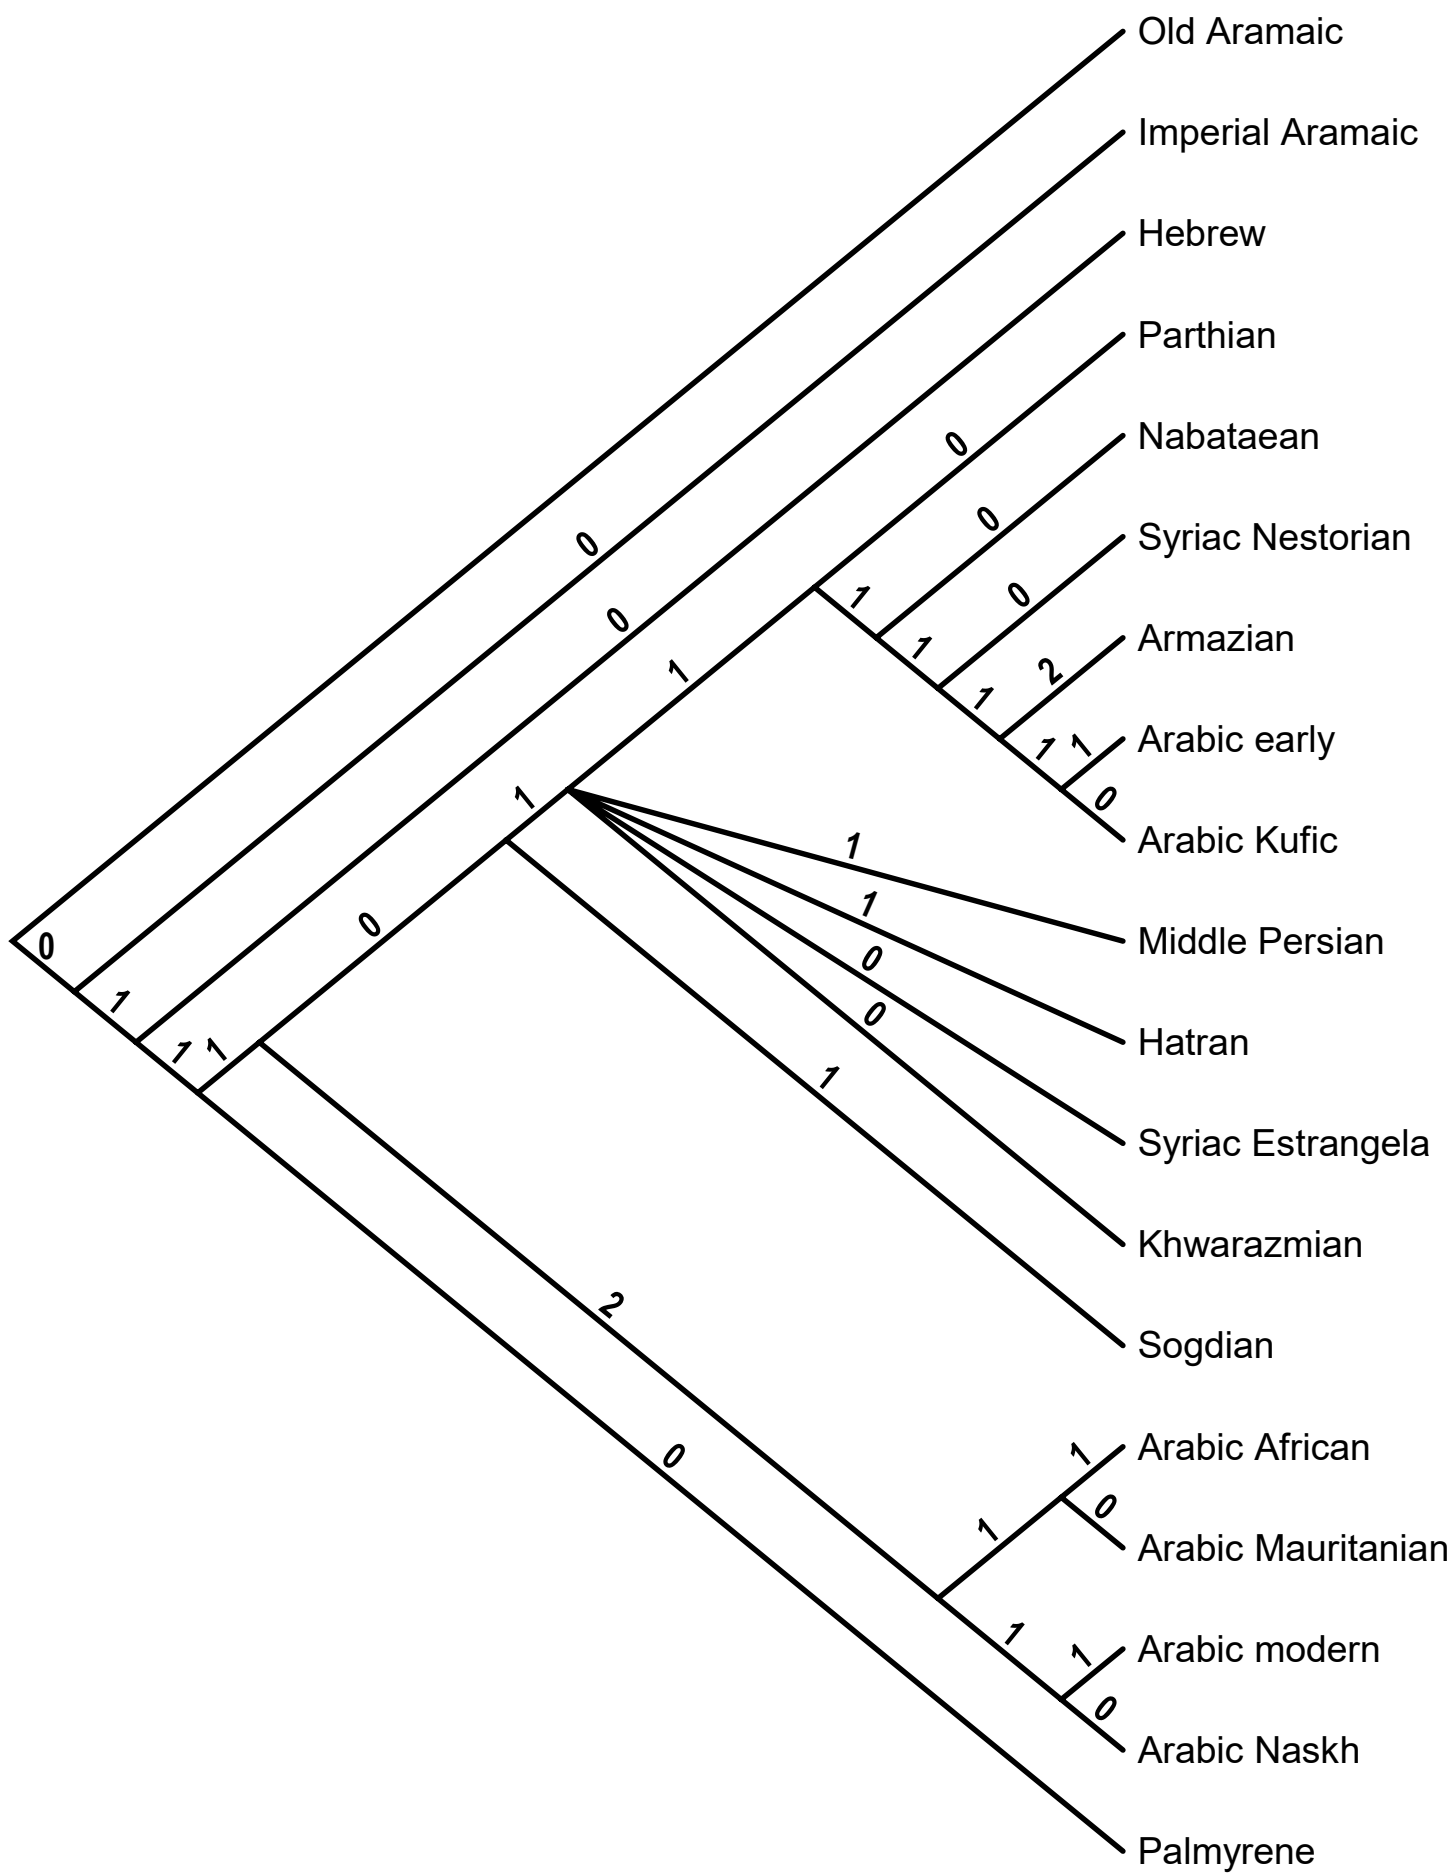 Old Aramaic
Imperial Aramaic
Hebrew
Parthian
0
Nabataean
0
Syriac Nestorian
0
0
1
0
1
Armazian
2
1
1
1
Arabic early
1
1
1
0
Arabic Kufic
1
0
0
Middle Persian
1
1
0
0
Hatran
1
1
1
1
Syriac Estrangela
Khwarazmian
2
Sogdian
0
1
Arabic African
1
0
Arabic Mauritanian
1
1
Arabic modern
0
Arabic Naskh
Palmyrene